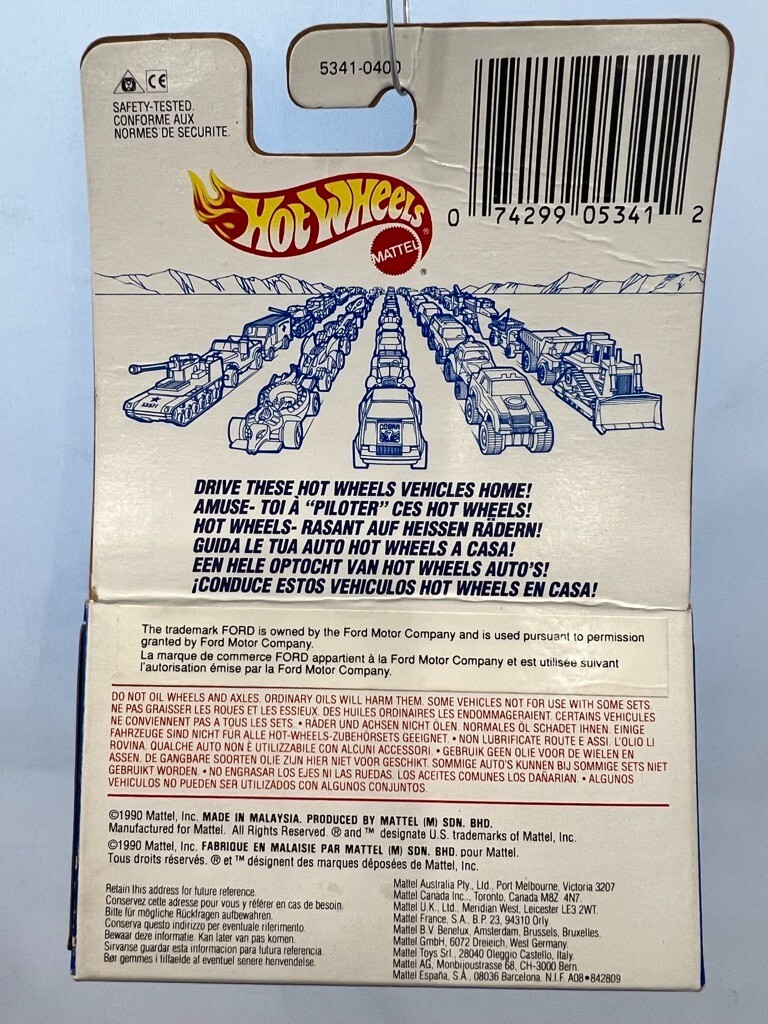 5341-0400
CE
SAFETY-TESTED.
CONFORME AUX
NORMES DE SECURITE.
0 74299 05341 2
Hot Wheels ®
MATTEL ®
53571
COBRA
DRIVE THESE HOT WHEELS VEHICLES HOME!
AMUSE- TOI À “PILOTER” CES HOT WHEELS!
HOT WHEELS- RASANT AUF HEISSEN RÄDERN!
GUIDA LE TUA AUTO HOT WHEELS A CASA!
EEN HELE OPTOCHT VAN HOT WHEELS AUTO'S!
¡CONDUCE ESTOS VEHICULOS HOT WHEELS EN CASA!
The trademark FORD is owned by the Ford Motor Company and is used pursuant to permission
granted by Ford Motor Company.
La marque de commerce FORD appartient à la Ford Motor Company et est utilisée suivant
l'autorisation émise par la Ford Motor Company.
DO NOT OIL WHEELS AND AXLES. ORDINARY OILS WILL HARM THEM. SOME VEHICLES NOT FOR USE WITH SOME SETS.
NE PAS GRAISSER LES ROUES ET LES ESSIEUX. DES HUILES ORDINAIRES LES ENDOMMAGERAIENT. CERTAINS VEHICULES
NE CONVIENNENT PAS A TOUS LES SETS. • RÄDER UND ACHSEN NICHT ÖLEN. NORMALES ÖL SCHADET IHNEN. EINIGE
FAHRZEUGE SIND NICHT FÜR ALLE HOT-WHEELS-ZUBEHÖRSETS GEEIGNET. • NON LUBRIFICATE ROUTE E ASSI. L'OLIO LI
ROVINA. QUALCHE AUTO NON È UTILIZZABILE CON ALCUNI ACCESSORI. • GEBRUIK GEEN OLIE VOOR DE WIELEN EN
ASSEN. DE GANGBARE SOORTEN OLIE ZIJN HIER NIET VOOR GESCHIKT. SOMMIGE AUTO'S KUNNEN BIJ SOMMIGE SETS NIET
GEBRUIKT WORDEN. • NO ENGRASAR LOS EJES NI LAS RUEDAS. LOS ACEITES COMUNES LOS DAÑARIAN. • ALGUNOS
VEHICULOS NO PUEDEN SER UTILIZADOS CON ALGUNOS CONJUNTOS.
©1990 Mattel, Inc. MADE IN MALAYSIA. PRODUCED BY MATTEL (M) SDN. BHD.
Manufactured for Mattel. All Rights Reserved. ® and ™ designate U.S. trademarks of Mattel, Inc.
©1990 Mattel, Inc. FABRIQUE EN MALAISIE PAR MATTEL (M) SDN. BHD. pour Mattel.
Tous droits réservés. ® et ™ désignent des marques déposées de Mattel, Inc.
Retain this address for future reference.
Conservez cette adresse pour vous y référer en cas de besoin.
Bitte für mögliche Rückfragen aufbewahren.
Conserva questo indirizzo per eventuale riferimento.
Bewaar deze informatie. Kan later van pas komen.
Sirvanse guardar esta informacion para futura referencia.
Bør gemmes i tilfælde af eventuel senere henvendelse.
Mattel Australia Pty., Ltd., Port Melbourne, Victoria 3207
Mattel Canada Inc., Toronto, Canada M8Z 4N7.
Mattel U.K., Ltd., Meridian West, Leicester LE3 2WT.
Mattel France, S.A., B.P. 23, 94310 Orly.
Mattel B.V. Benelux, Amsterdam, Brussels, Bruxelles.
Mattel GmbH, 6072 Dreieich, West Germany.
Mattel Toys Srl., 28040 Oleggio Castello, Italy.
Mattel AG, Monbijoustrasse 68, CH-3000 Bern.
Mattel España, S.A., 08036 Barcelona. N.I.F. A08•842809